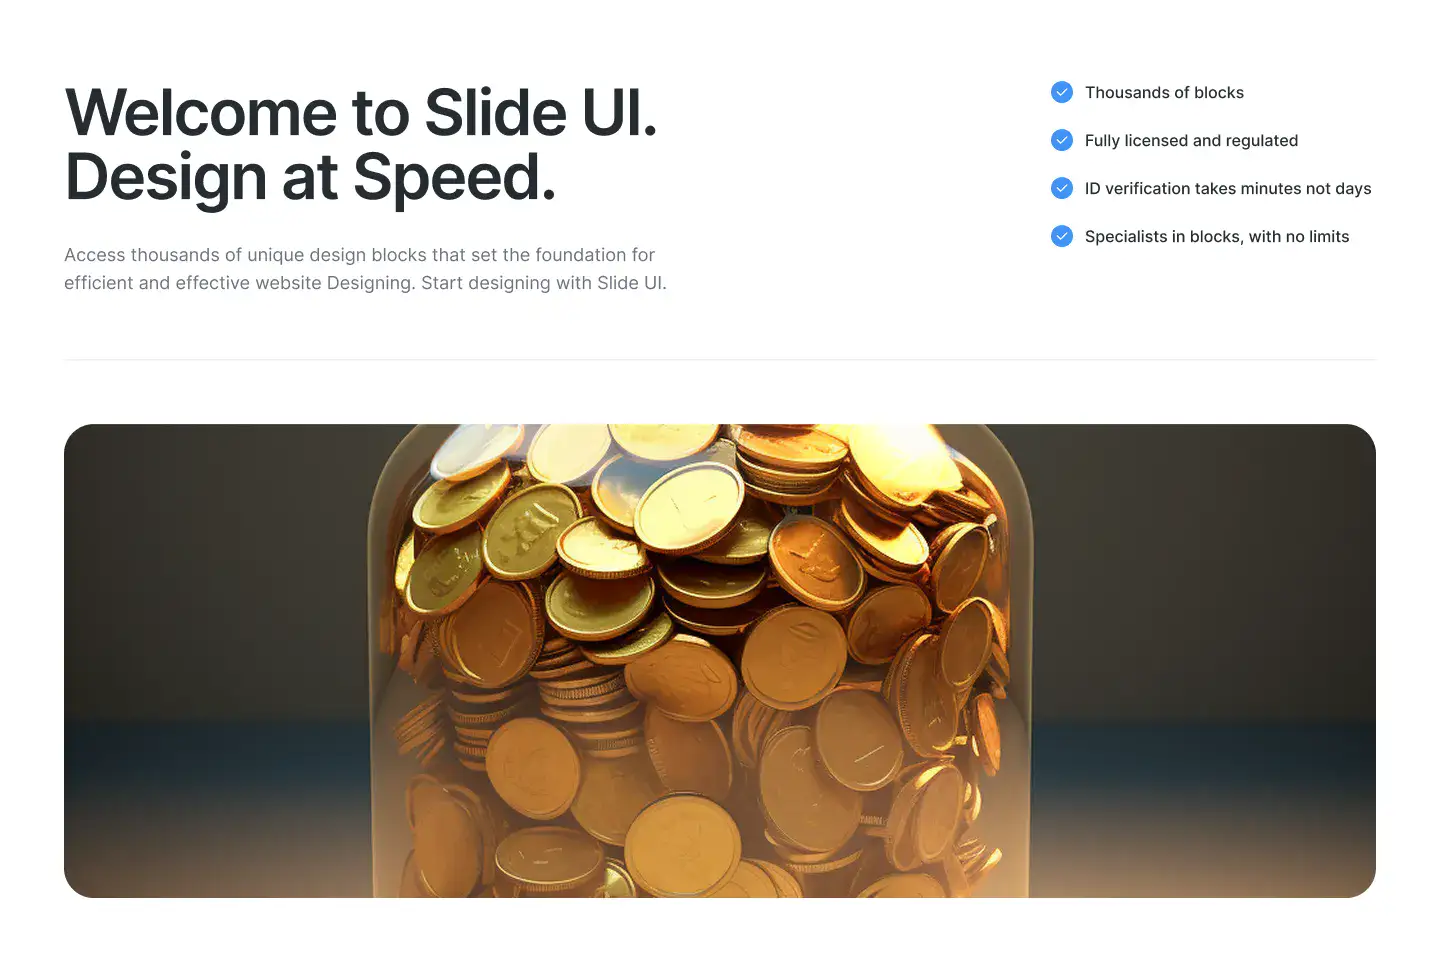 Welcome to Slide UI.
Design at Speed.
Access thousands of unique design blocks that set the foundation for
efficient and effective website Designing. Start designing with Slide UI.
Thousands of blocks
Fully licensed and regulated
ID verification takes minutes not days
Specialists in blocks, with no limits